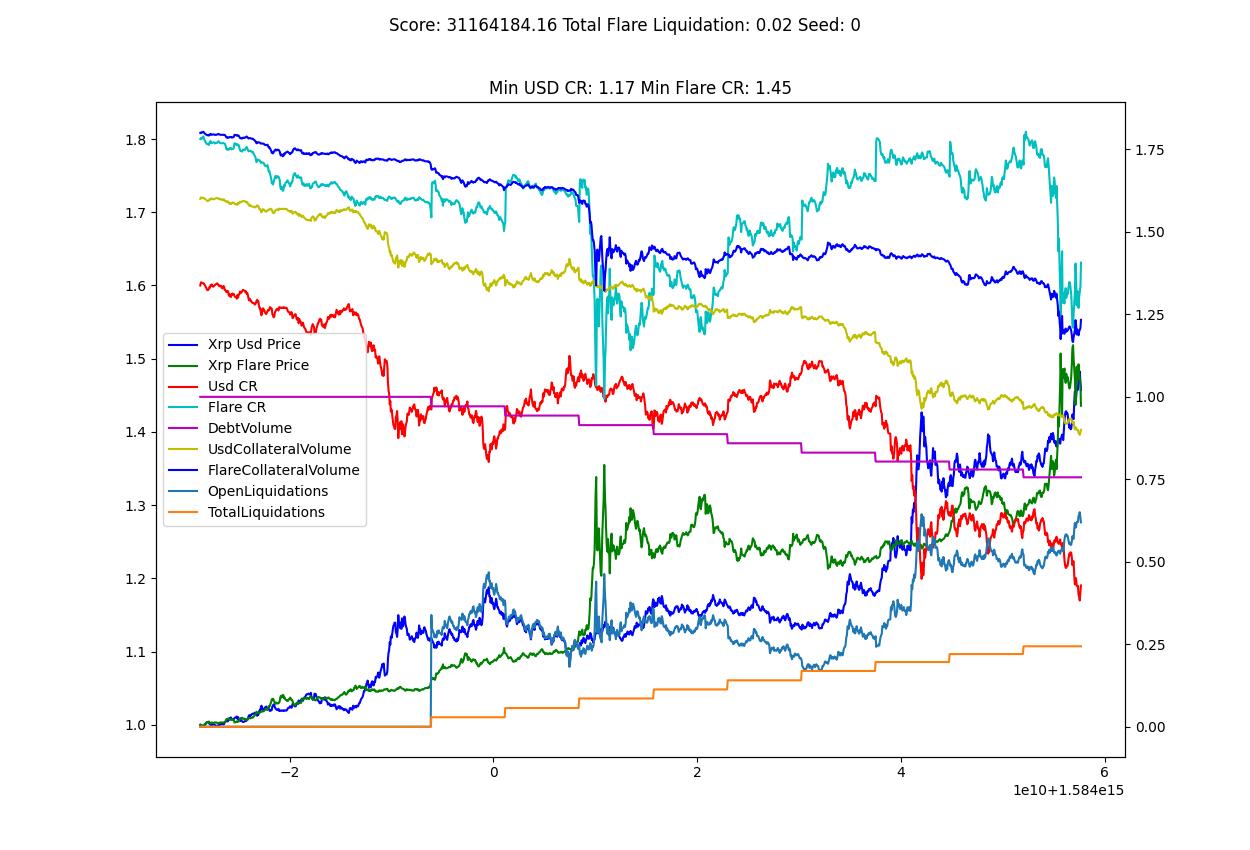 Score: 31164184.16 Total Flare Liquidation: 0.02 Seed: 0
Min USD CR: 1.17 Min Flare CR: 1.45
1.8
1.7
1.6
1.5
1.4
1.3
1.2
1.1
1.0
Xrp Usd Price
Xrp Flare Price
Usd CR
Flare CR
DebtVolume
UsdCollateralVolume
FlareCollateralVolume
OpenLiquidations
TotalLiquidations
1.75
1.50
1.25
1.00
0.75
0.50
0.25
0.00
−2 0 2 4 6
1e10+1.584e15